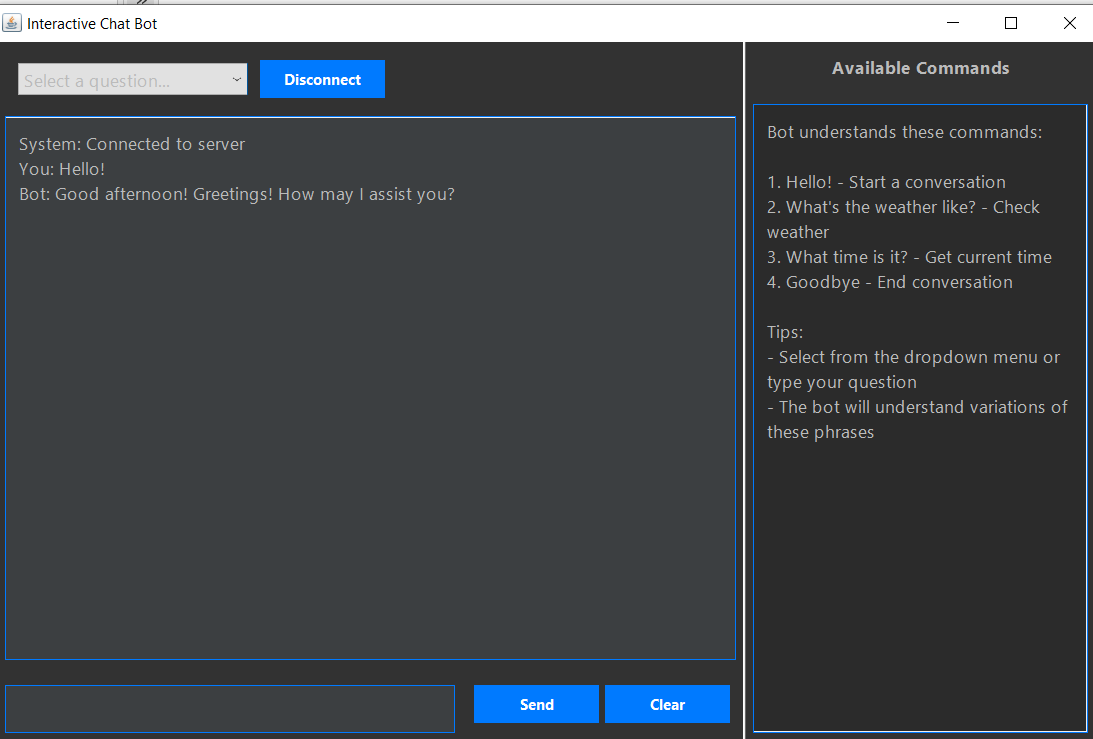 Interactive Chat Bot
Select a question...
Disconnect
System: Connected to server
You: Hello!
Bot: Good afternoon! Greetings! How may I assist you?
Send
Clear
Available Commands
Bot understands these commands:
1. Hello! - Start a conversation
2. What's the weather like? - Check
weather
3. What time is it? - Get current time
4. Goodbye - End conversation
Tips:
- Select from the dropdown menu or
type your question
- The bot will understand variations of
these phrases